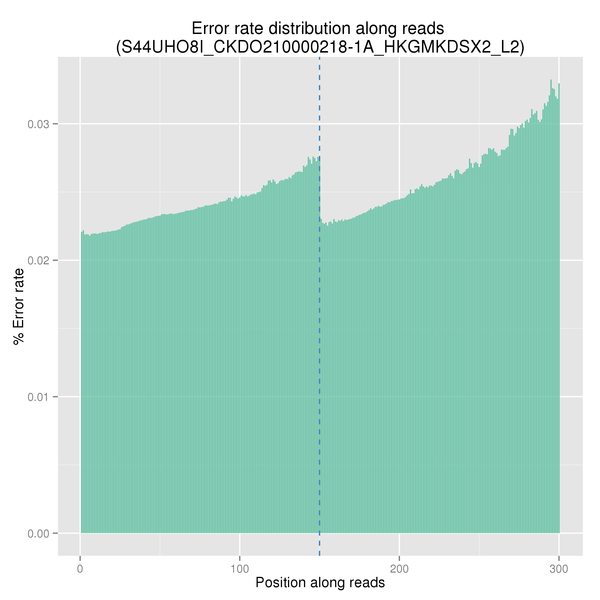 Error rate distribution along reads
(S44UHO8I_CKDO210000218-1A_HKGMKDSX2_L2)
% Error rate
0.03
0.02
0.01
0.00
0 100 200 300
Position along reads